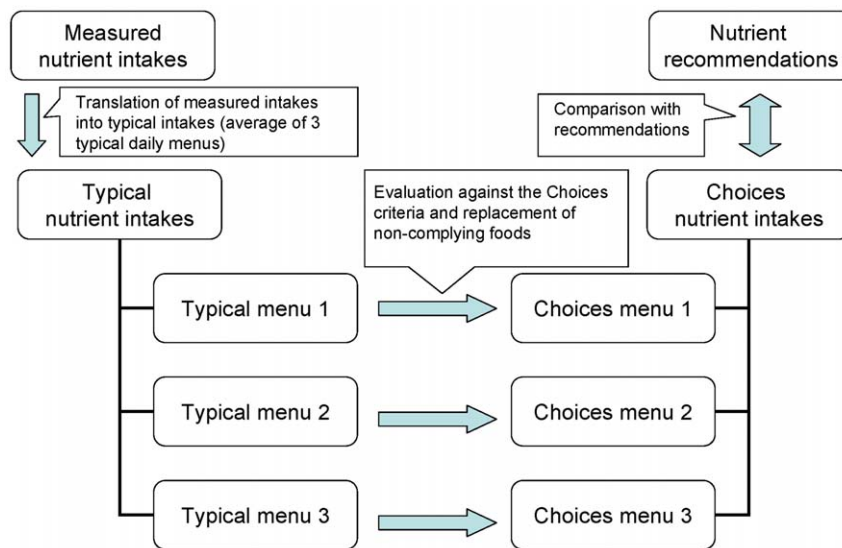 Measured
nutrient intakes
Nutrient
recommendations
Translation of measured intakes
into typical intakes (average of 3
typical daily menus)
Comparison with
recommendations
Typical
nutrient intakes
Evaluation against the Choices
criteria and replacement of
non-complying foods
Choices
nutrient intakes
Typical menu 1
Choices menu 1
Typical menu 2
Choices menu 2
Typical menu 3
Choices menu 3